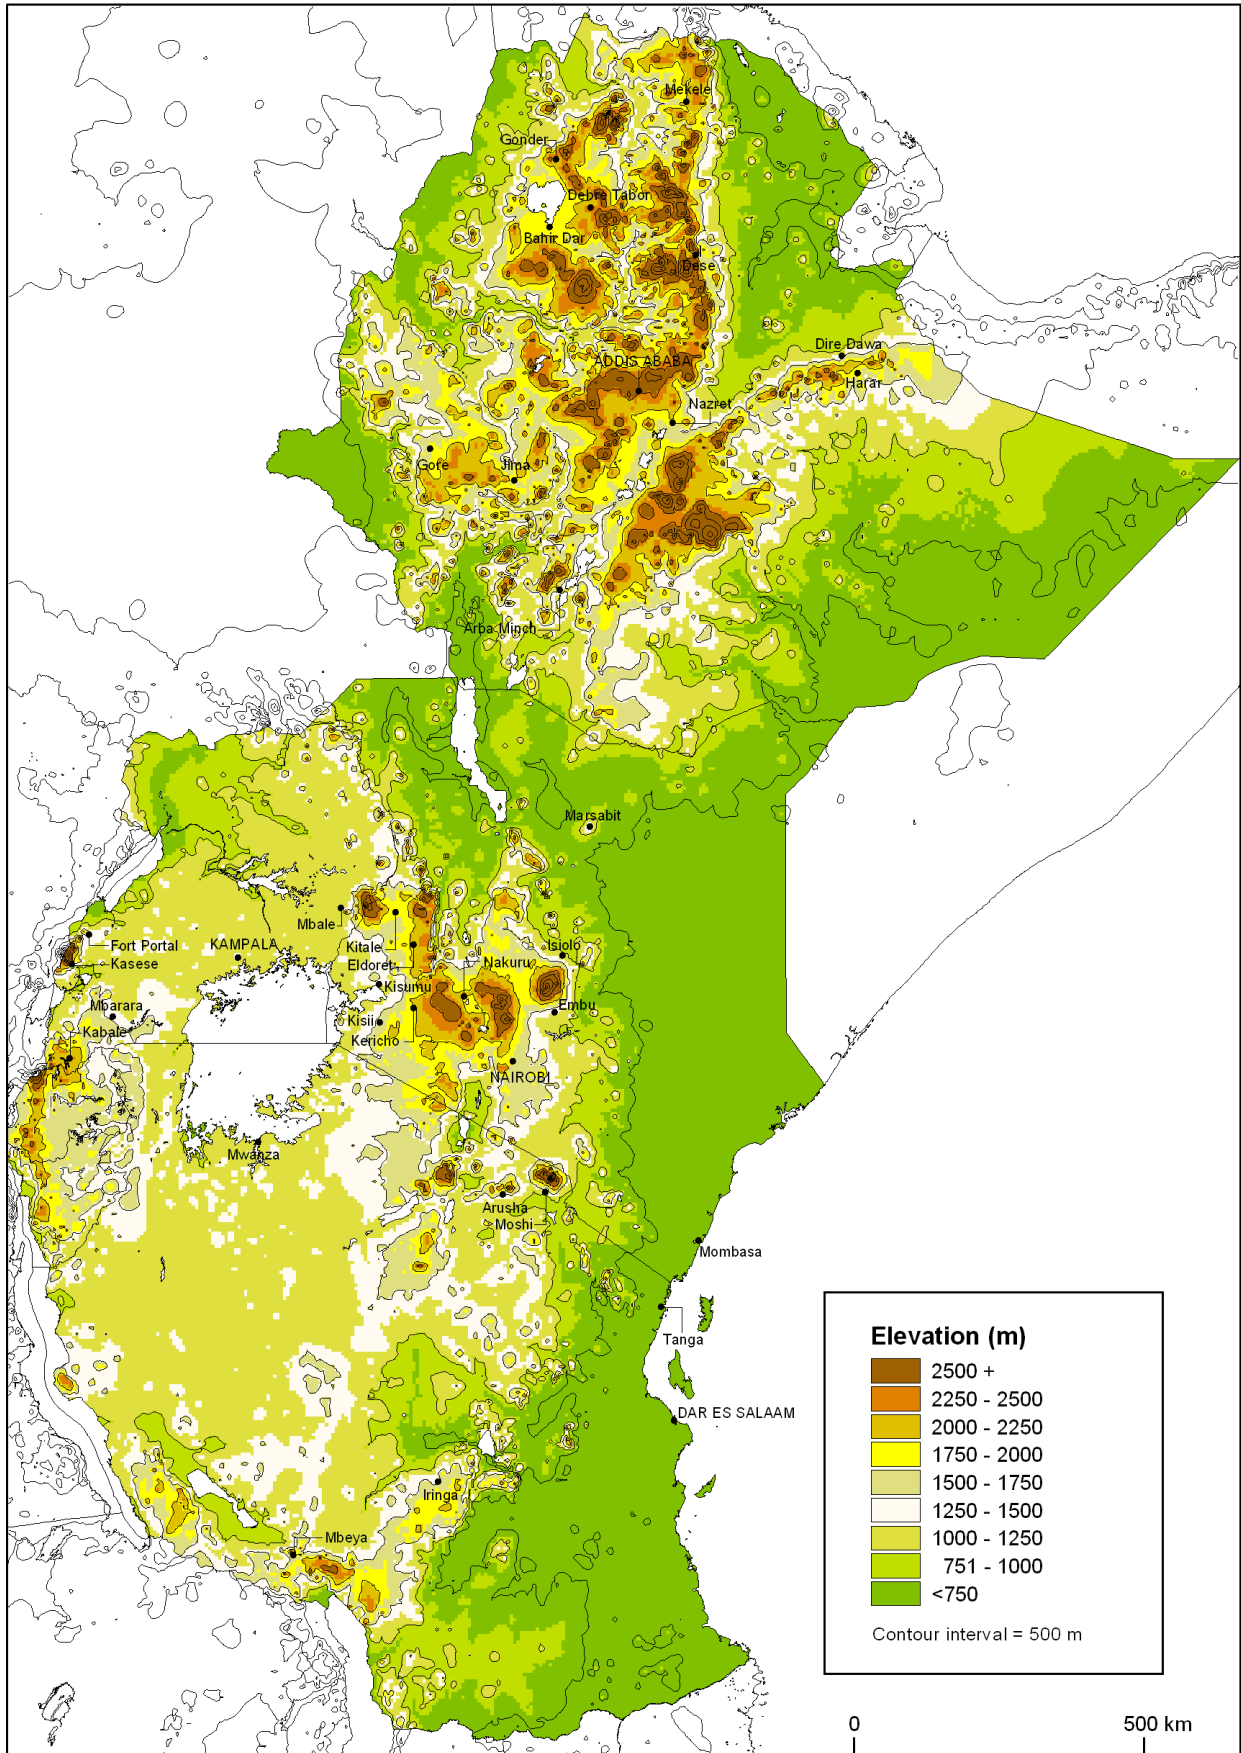 Mekele
Gonder
Debre Tabor
Bahir Dar
Dese
Dire Dawa
ADDIS ABABA
Harar
Nazret
Gore
Jima
Arba Minch
Marsabit
Mbale
Fort Portal
KAMPALA
Kitale
Isiolo
Kasese
Eldoret
Nakuru
Kisumu
Mbarara
Embu
Kisii
Kabale
Kericho
NAIROBI
Mwanza
Arusha
Moshi
Mombasa
Tanga
DAR ES SALAAM
Iringa
Mbeya
Elevation (m)
2500 +
2250 - 2500
2000 - 2250
1750 - 2000
1500 - 1750
1250 - 1500
1000 - 1250
751 - 1000
<750
Contour interval = 500 m
0 500 km